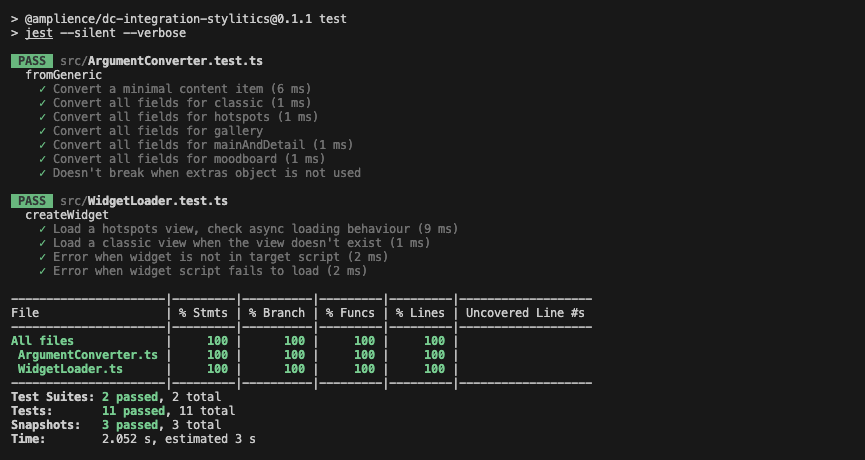 > @amplience/dc-integration-stylitics@0.1.1 test
> jest --silent --verbose
PASS src/ArgumentConverter.test.ts
fromGeneric
✓ Convert a minimal content item (6 ms)
✓ Convert all fields for classic (1 ms)
✓ Convert all fields for hotspots (1 ms)
✓ Convert all fields for gallery
✓ Convert all fields for mainAndDetail (1 ms)
✓ Convert all fields for moodboard (1 ms)
✓ Doesn't break when extras object is not used
PASS src/WidgetLoader.test.ts
createWidget
✓ Load a hotspots view, check async loading behaviour (9 ms)
✓ Load a classic view when the view doesn't exist (1 ms)
✓ Error when widget is not in target script (2 ms)
✓ Error when widget script fails to load (2 ms)
----------------------|---------|----------|---------|---------|-------------------
File | % Stmts | % Branch | % Funcs | % Lines | Uncovered Line #s
----------------------|---------|----------|---------|---------|-------------------
All files | 100 | 100 | 100 | 100 |
ArgumentConverter.ts | 100 | 100 | 100 | 100 |
WidgetLoader.ts | 100 | 100 | 100 | 100 |
----------------------|---------|----------|---------|---------|-------------------
Test Suites: 2 passed, 2 total
Tests: 11 passed, 11 total
Snapshots: 3 passed, 3 total
Time: 2.052 s, estimated 3 s